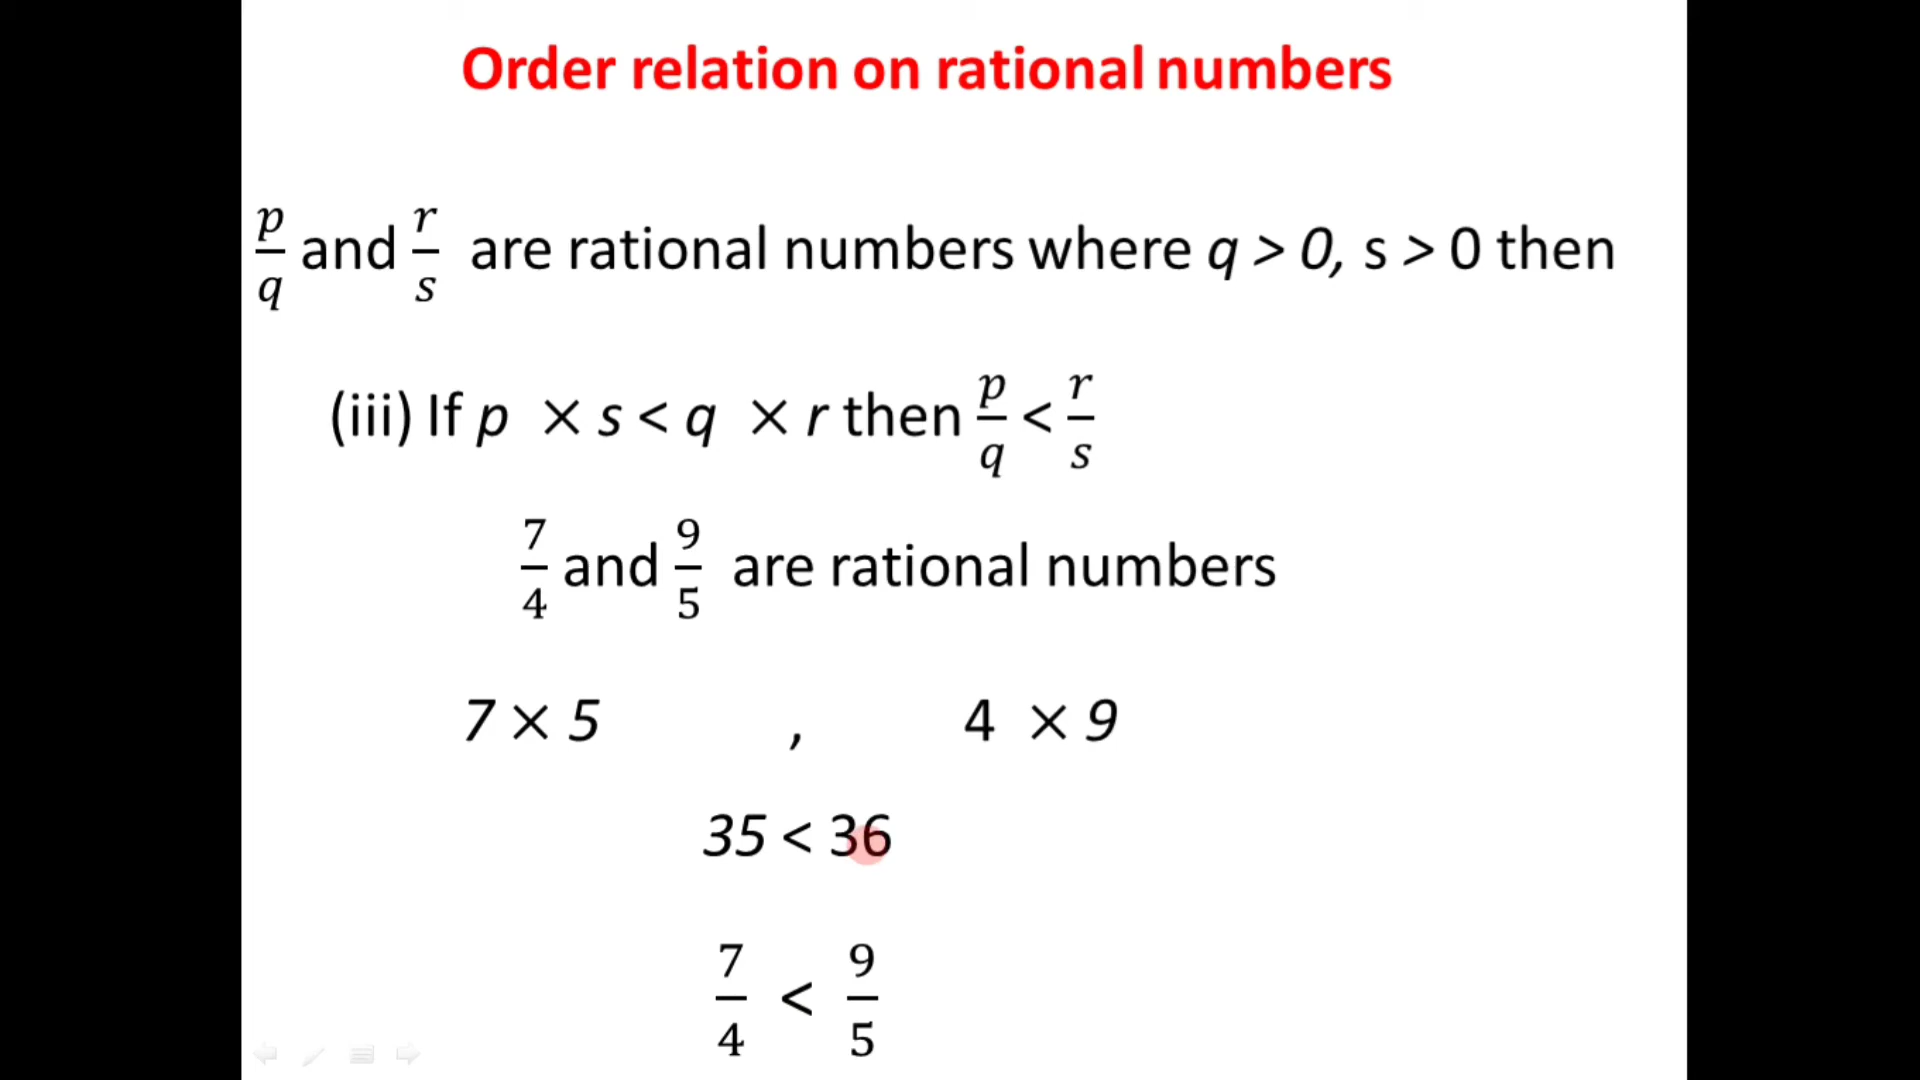 Order relation on rational numbers
p/q and r/s are rational numbers where q > 0, s > 0 then
(iii) If p × s < q × r then p/q < r/s
7/4 and 9/5 are rational numbers
7 × 5 , 4 × 9
35 < 36
7/4 < 9/5